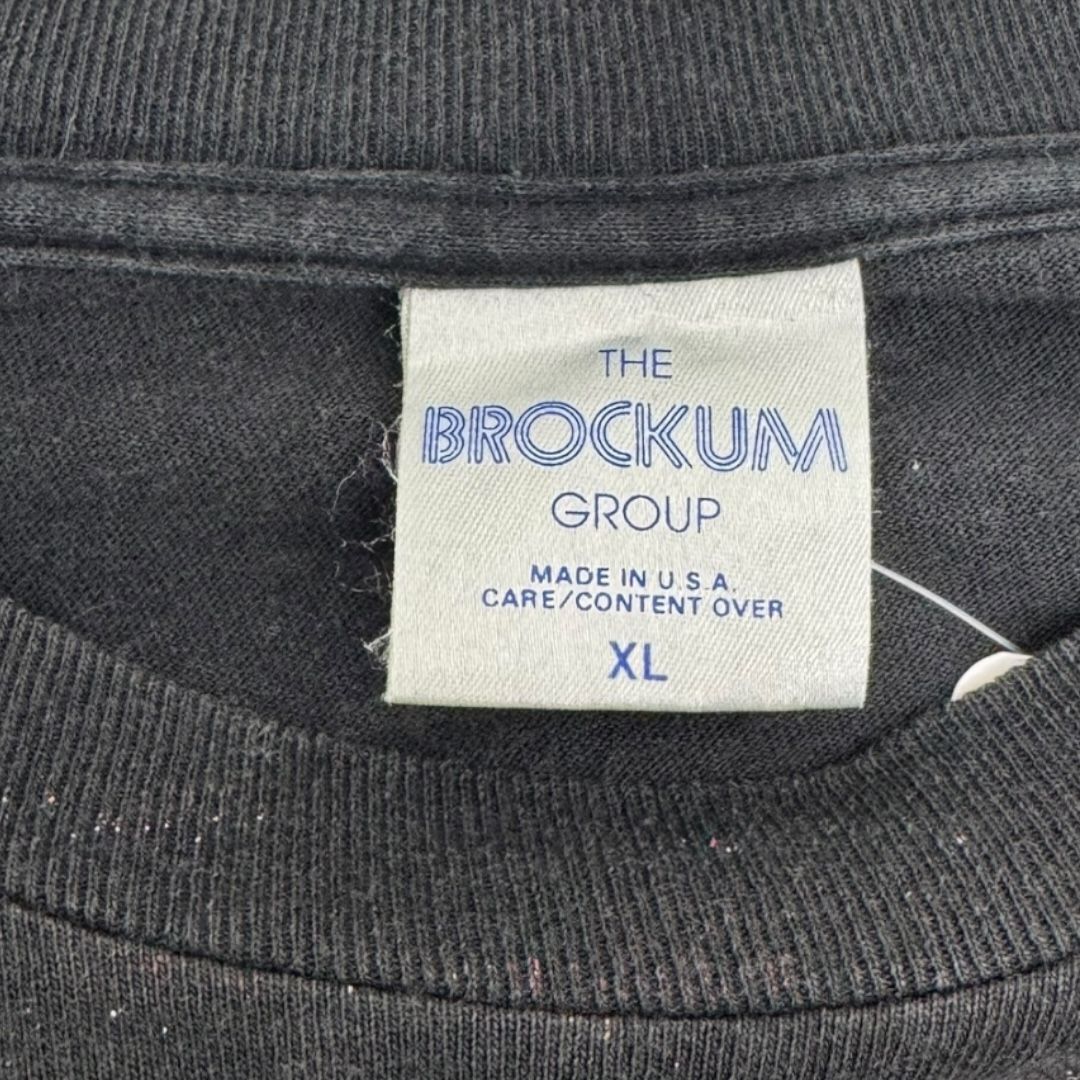 THE
BROCKUM
GROUP
MADE IN U.S.A.
CARE/CONTENT OVER
XL